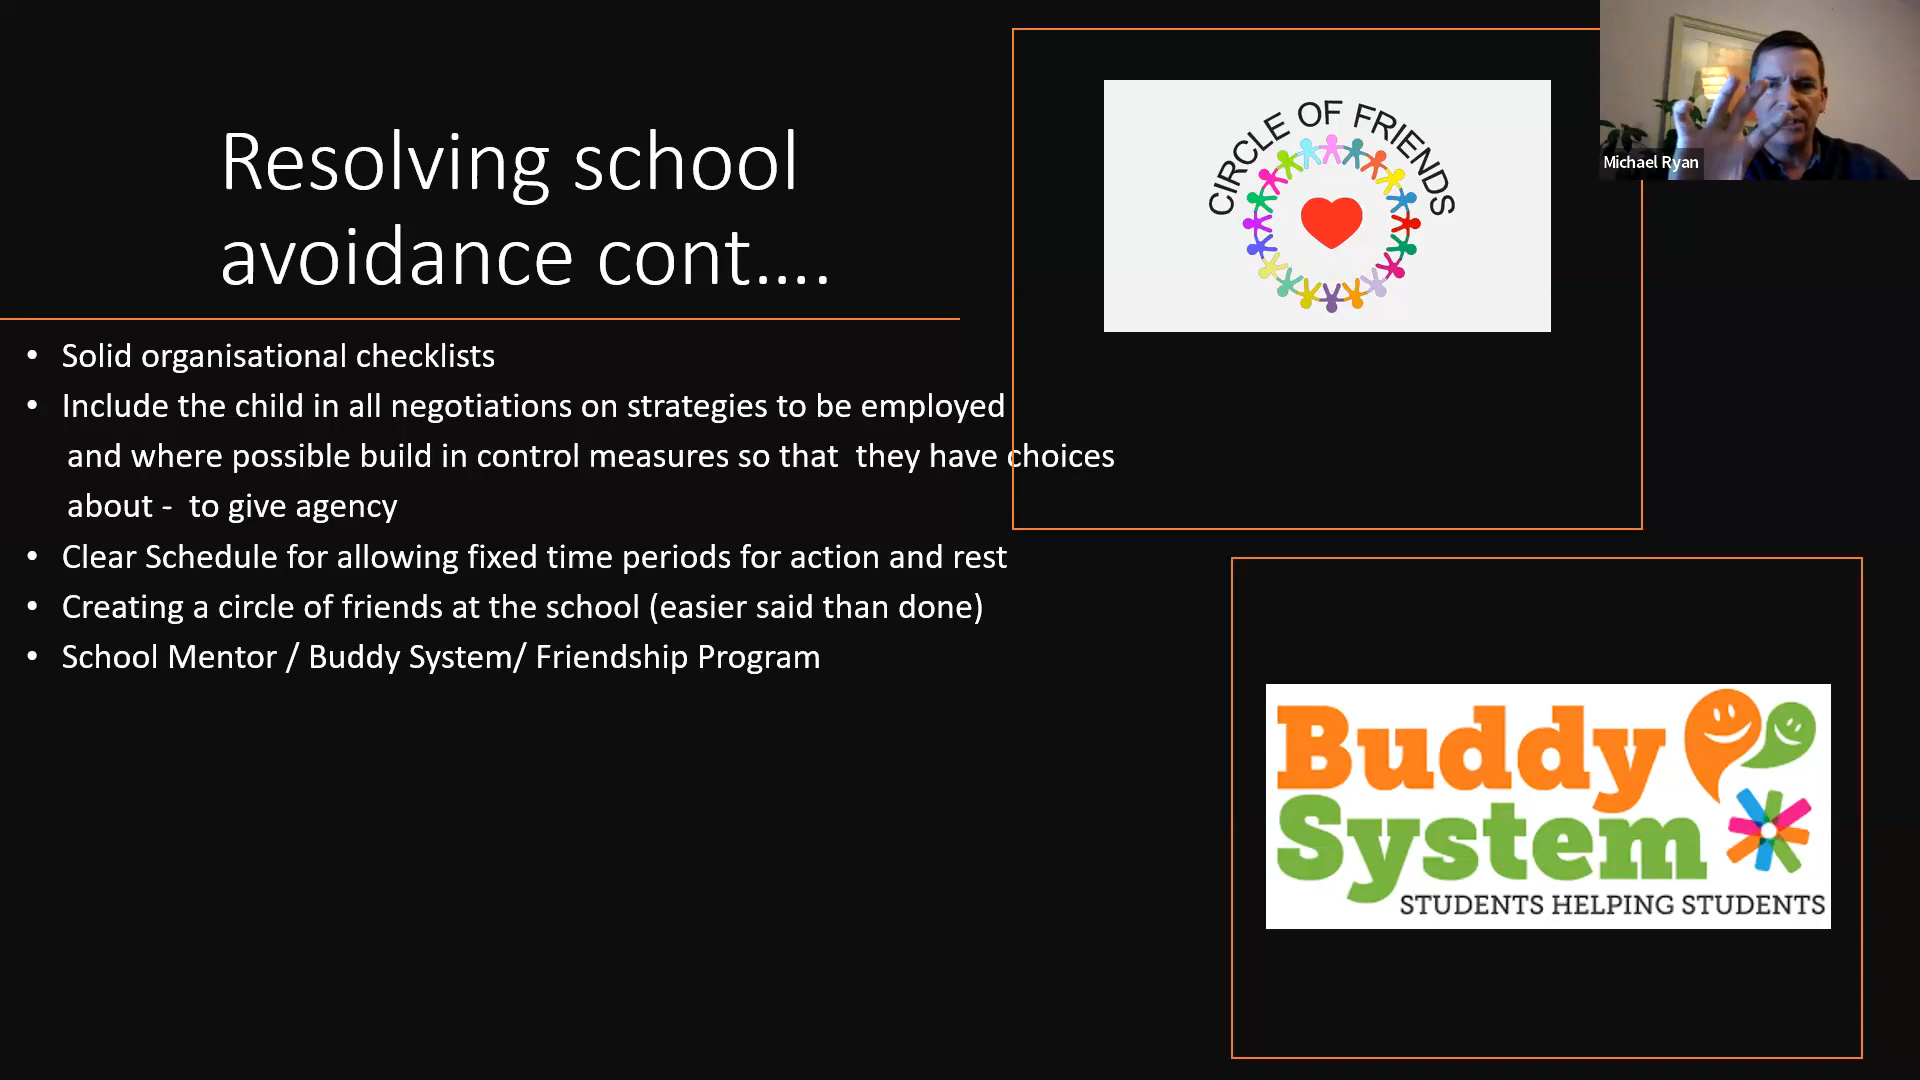 Resolving school
avoidance cont....
• Solid organisational checklists
• Include the child in all negotiations on strategies to be employed
and where possible build in control measures so that  they have choices
about -  to give agency
• Clear Schedule for allowing fixed time periods for action and rest
• Creating a circle of friends at the school (easier said than done)
• School Mentor / Buddy System/ Friendship Program
CIRCLE OF FRIENDS
Michael Ryan
Buddy
System
STUDENTS HELPING STUDENTS